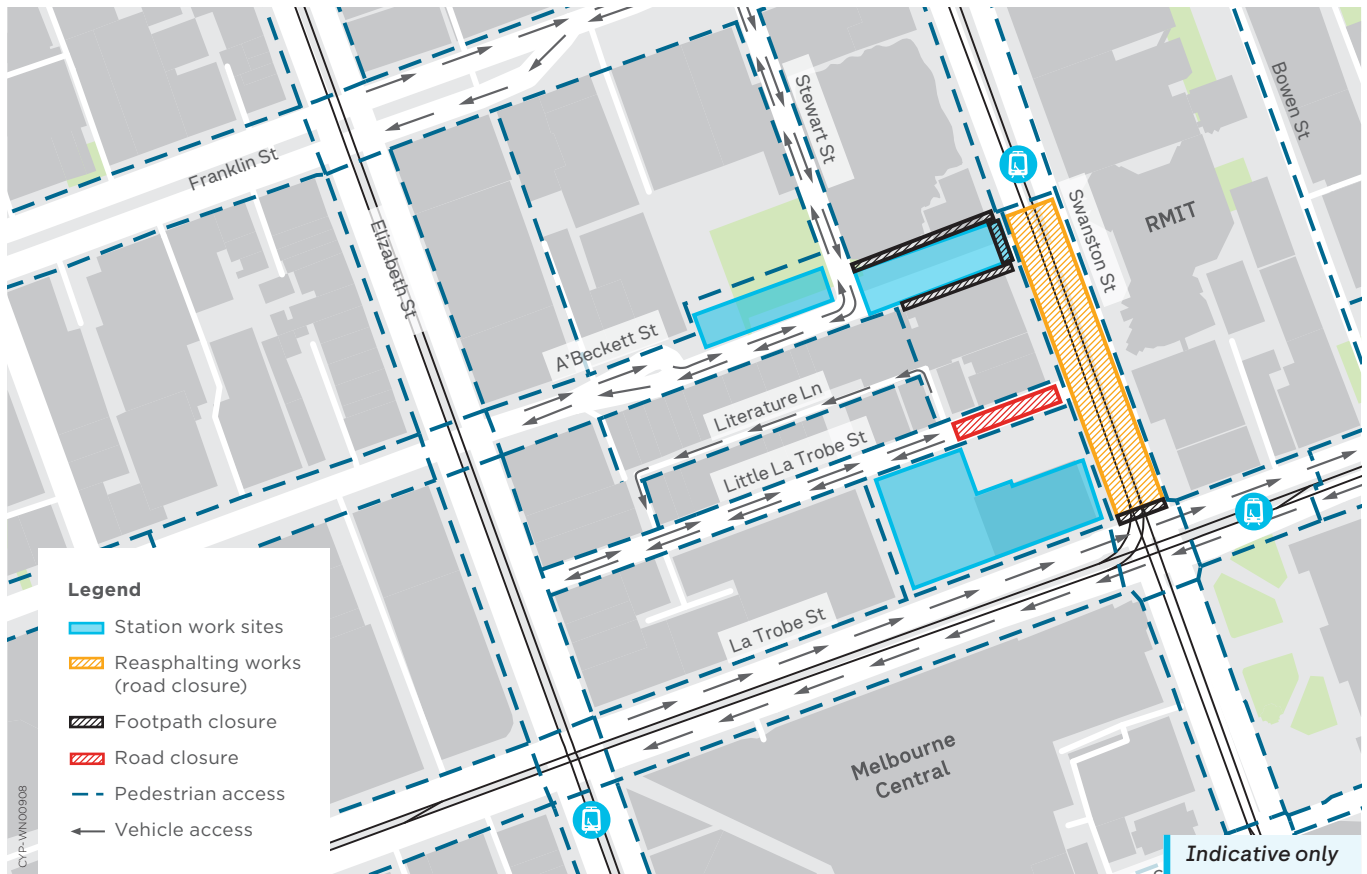 Franklin St
Elizabeth St
Stewart St
Bowen St
Swanston St
RMIT
A'Beckett St
Literature Ln
Little La Trobe St
La Trobe St
Melbourne
Central
Legend
Station work sites
Reasphalting works
(road closure)
Footpath closure
Road closure
Pedestrian access
Vehicle access
CYP-WN00908
Indicative only